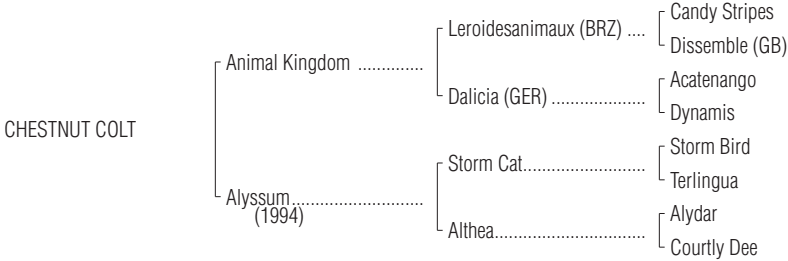 Candy Stripes
Leroidesanimaux (BRZ) ....
Dissemble (GB)
Animal Kingdom ..............
Acatenango
Dalicia (GER) ....................
Dynamis
CHESTNUT COLT
Storm Bird
Storm Cat..........................
Terlingua
Alyssum............................
(1994)
Alydar
Althea................................
Courtly Dee